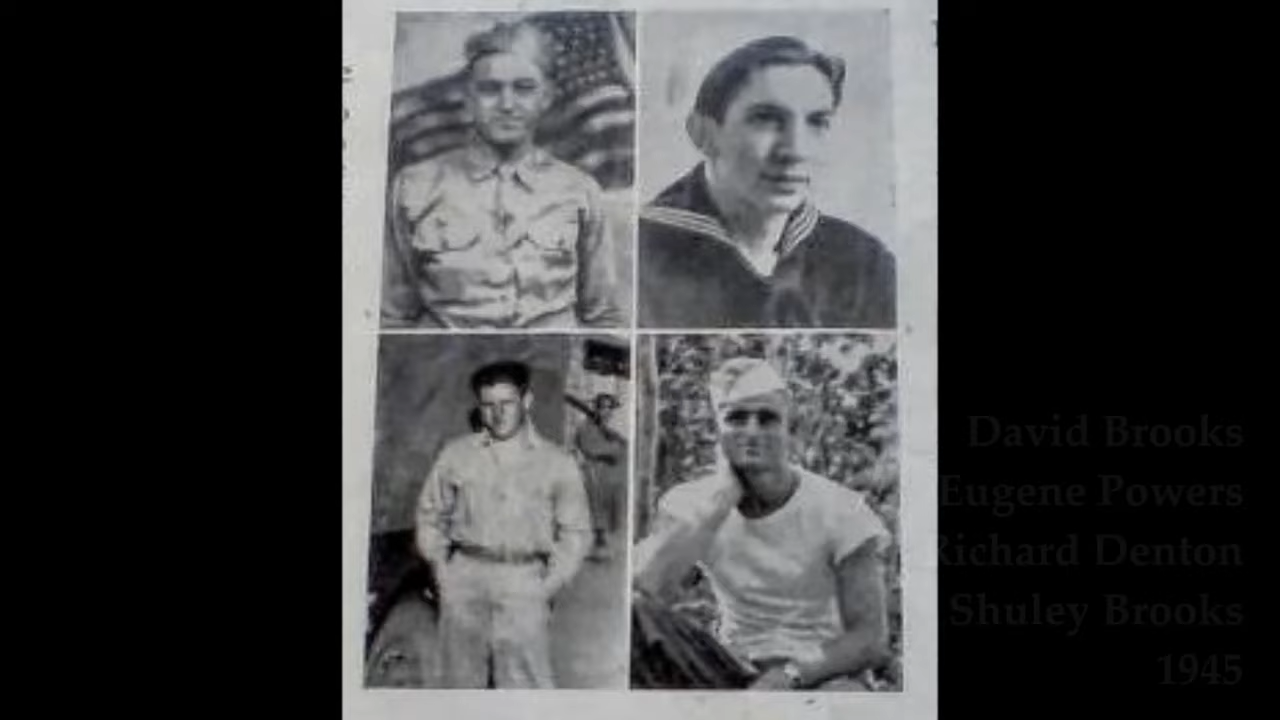 David Brooks
Eugene Powers
Richard Denton
Shuley Brooks
1945